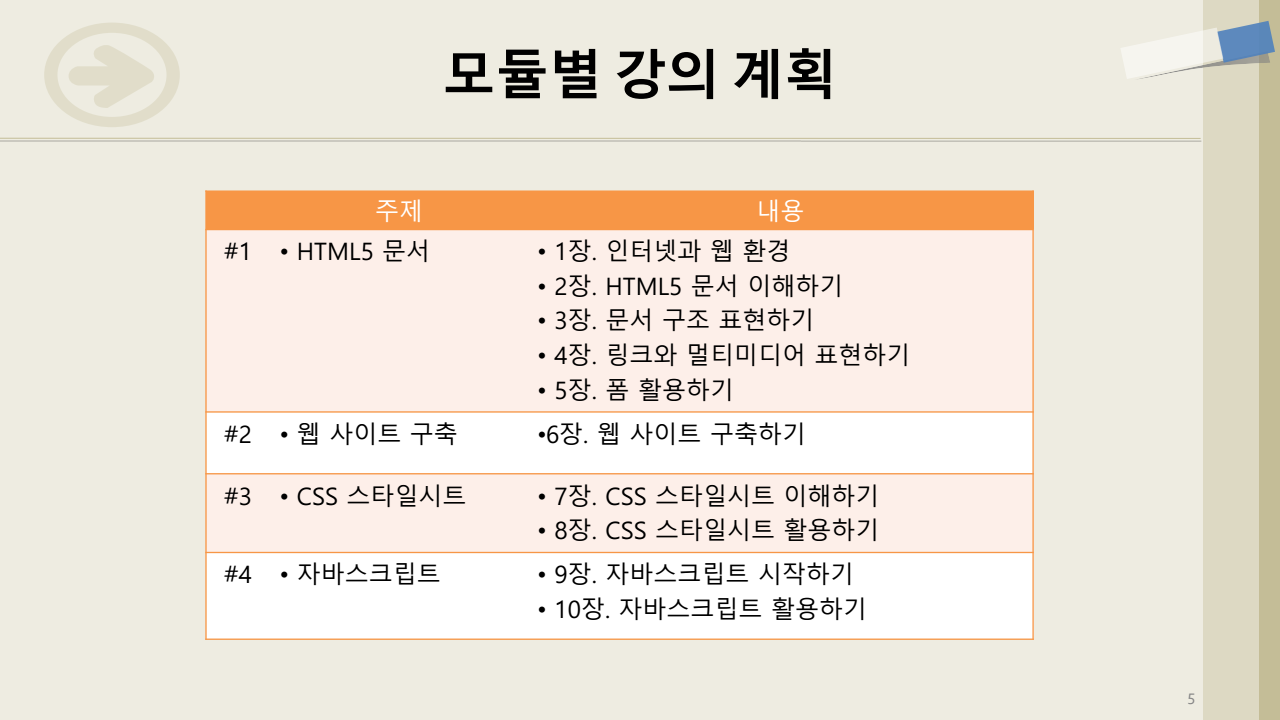 모듈별 강의 계획
주제 내용
#1 • HTML5 문서 • 1장. 인터넷과 웹 환경
• 2장. HTML5 문서 이해하기
• 3장. 문서 구조 표현하기
• 4장. 링크와 멀티미디어 표현하기
• 5장. 폼 활용하기
#2 • 웹 사이트 구축 •6장. 웹 사이트 구축하기
#3 • CSS 스타일시트 • 7장. CSS 스타일시트 이해하기
• 8장. CSS 스타일시트 활용하기
#4 • 자바스크립트 • 9장. 자바스크립트 시작하기
• 10장. 자바스크립트 활용하기
5